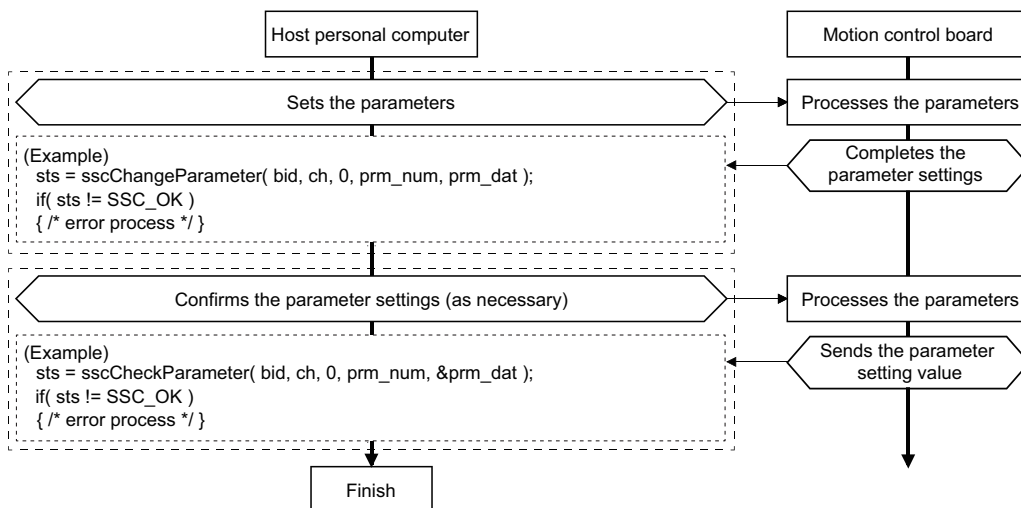 Host personal computer
Motion control board
Sets the parameters
Processes the parameters
(Example)
sts = sscChangeParameter( bid, ch, 0, prm_num, prm_dat );
if( sts != SSC_OK )
{ /* error process */ }
Completes the
parameter settings
Confirms the parameter settings (as necessary)
Processes the parameters
(Example)
sts = sscCheckParameter( bid, ch, 0, prm_num, &prm_dat );
if( sts != SSC_OK )
{ /* error process */ }
Sends the parameter
setting value
Finish